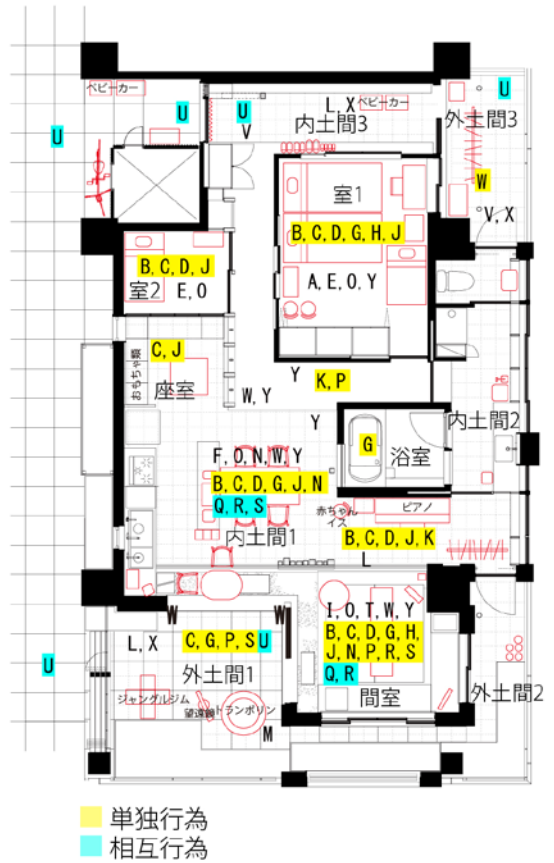 ベビーカー
U
U
U
U
L, X
ベビーカー
V
内土間3
外土間3
W
V, X
室1
B, C, D, G, H, J
A, E, O, Y
B, C, D, J
室2
E, O
C, J
おもちゃ類
座室
Y
K, P
W, Y
Y
内土間2
G
浴室
F, O, N, W, Y
B, C, D, G, J, N
Q, R, S
内土間1
赤ちゃん
イス
ピアノ
B, C, D, J, K
L
W
W
L, X
C, G, P, S
U
外土間1
U
I, O, T, W, Y
B, C, D, G, H,
J, N, P, R, S
Q, R
間室
外土間2
ジャングルジム
望遠鏡
トランポリン
M
単独行為
相互行為